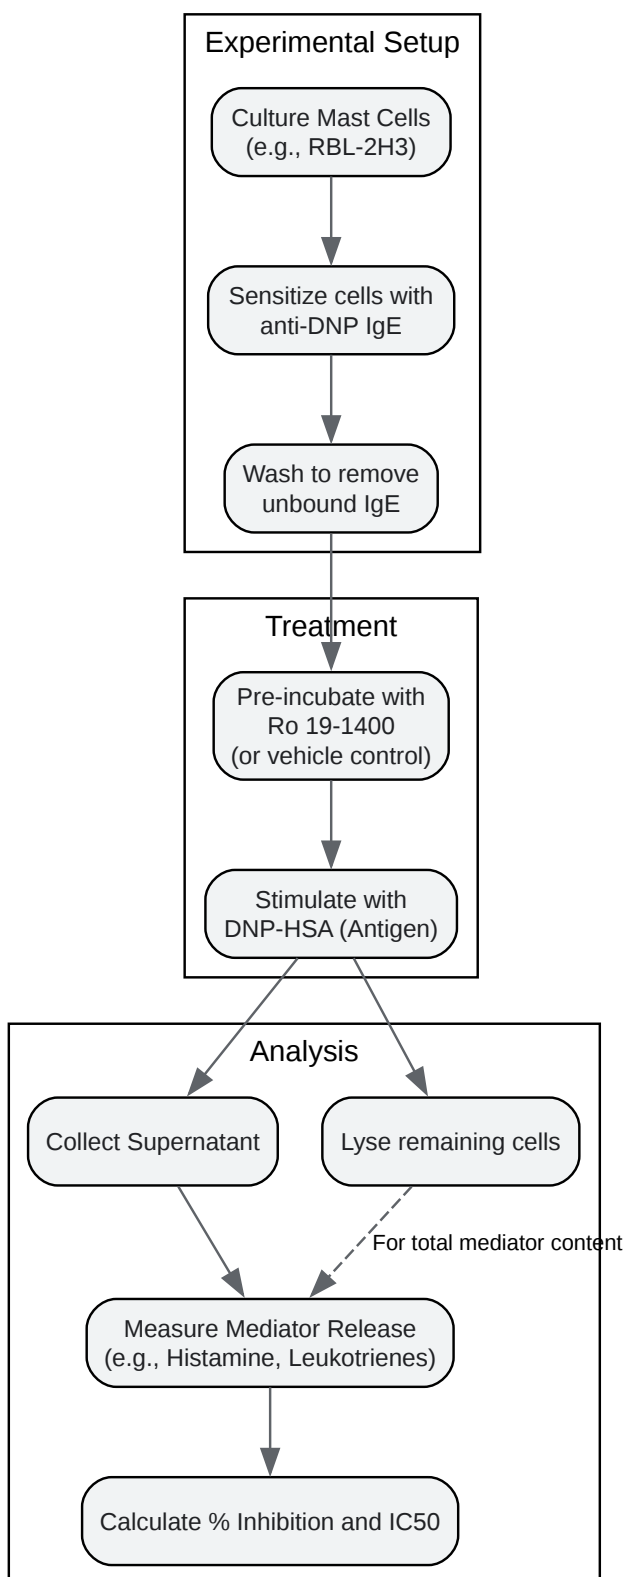 Experimental Setup
Culture Mast Cells
(e.g., RBL-2H3)
Sensitize cells with
anti-DNP IgE
Wash to remove
unbound IgE
Treatment
Pre-incubate with
Ro 19-1400
(or vehicle control)
Stimulate with
DNP-HSA (Antigen)
Analysis
Collect Supernatant
Lyse remaining cells
For total mediator content
Measure Mediator Release
(e.g., Histamine, Leukotrienes)
Calculate % Inhibition and IC50